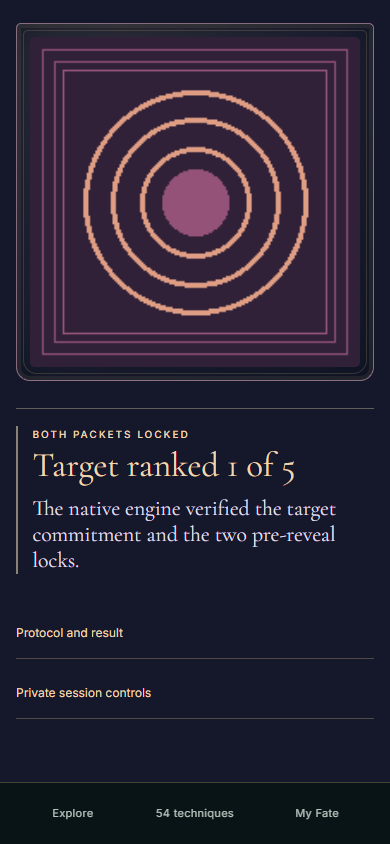 BOTH PACKETS LOCKED
Target ranked 1 of 5
The native engine verified the target
commitment and the two pre-reveal
locks.
Protocol and result
Private session controls
Explore
54 techniques
My Fate